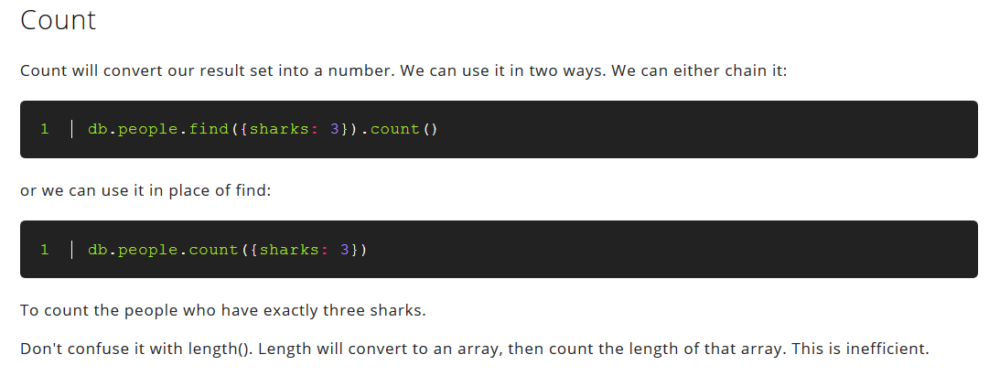 Count
Count will convert our result set into a number. We can use it in two ways. We can either chain it:
1 db.people.find({sharks: 3}).count()
or we can use it in place of find:
1 db.people.count({sharks: 3})
To count the people who have exactly three sharks.
Don't confuse it with length(). Length will convert to an array, then count the length of that array. This is inefficient.